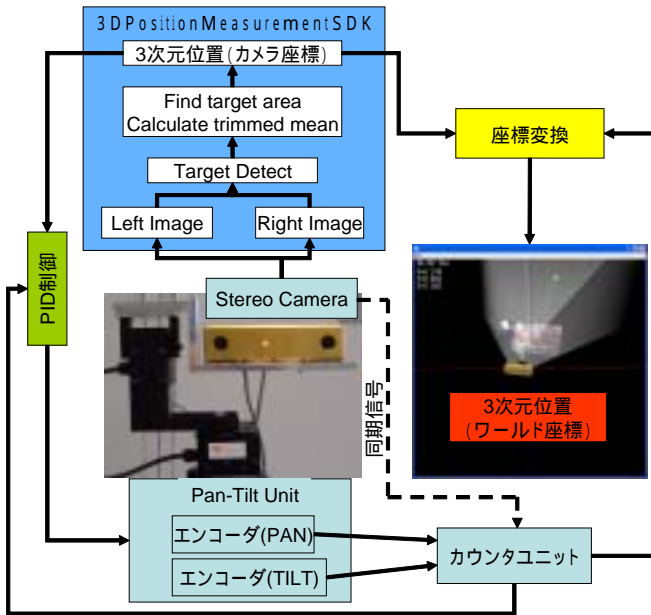 3DPositionMeasurementSDK
3次元位置(カメラ座標)
Find target area
Calculate trimmed mean
Target Detect
Left Image
Right Image
座標変換
PID制御
Stereo Camera
同期信号
3次元位置
(ワールド座標)
Pan-Tilt Unit
エンコーダ(PAN)
エンコーダ(TILT)
カウンタユニット